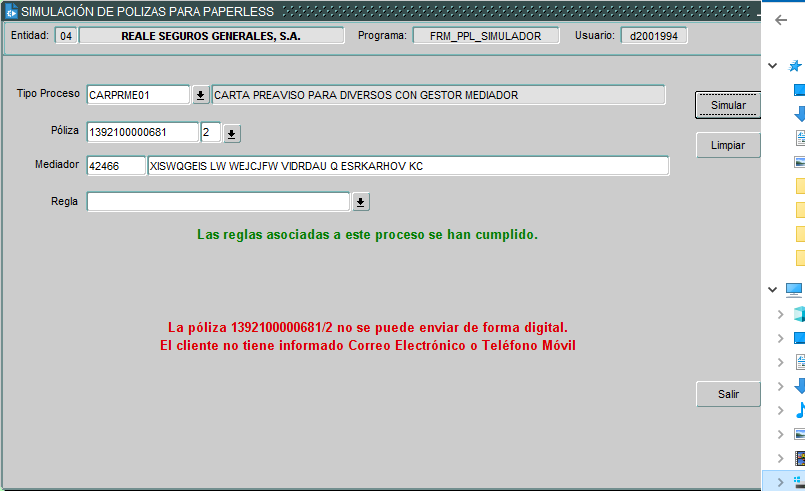 SIMULACIÓN DE POLIZAS PARA PAPERLESS
Entidad: 04 REALE SEGUROS GENERALES, S.A. Programa: FRM_PPL_SIMULADOR Usuario: d2001994
Tipo Proceso CARPRME01 CARTA PREAVISO PARA DIVERSOS CON GESTOR MEDIADOR
Simular
Póliza 1392100000681 2
Limpiar
Mediador 42466 XISWQGEIS LW WEJCJFW VIDRDAU Q ESRKARHOV KC
Regla
Las reglas asociadas a este proceso se han cumplido.
La póliza 1392100000681/2 no se puede enviar de forma digital.
El cliente no tiene informado Correo Electrónico o Teléfono Móvil
Salir